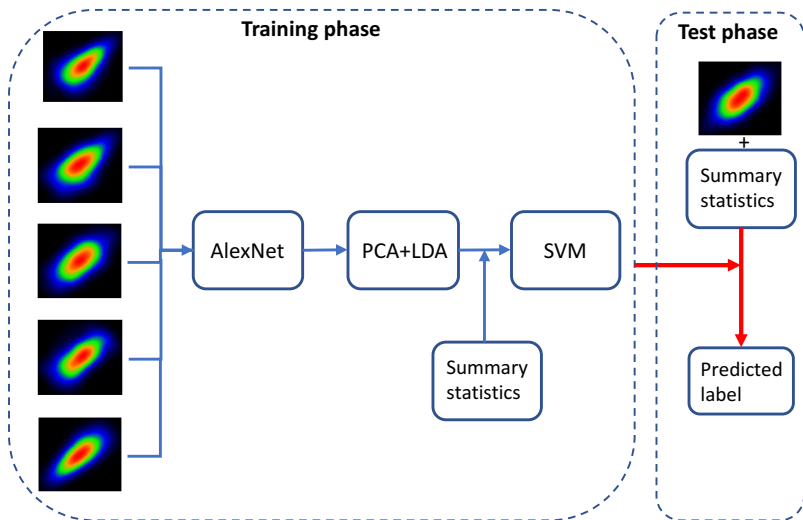 Training phase
Test phase
+
Summary
statistics
AlexNet
PCA+LDA
SVM
Summary
statistics
Predicted
label